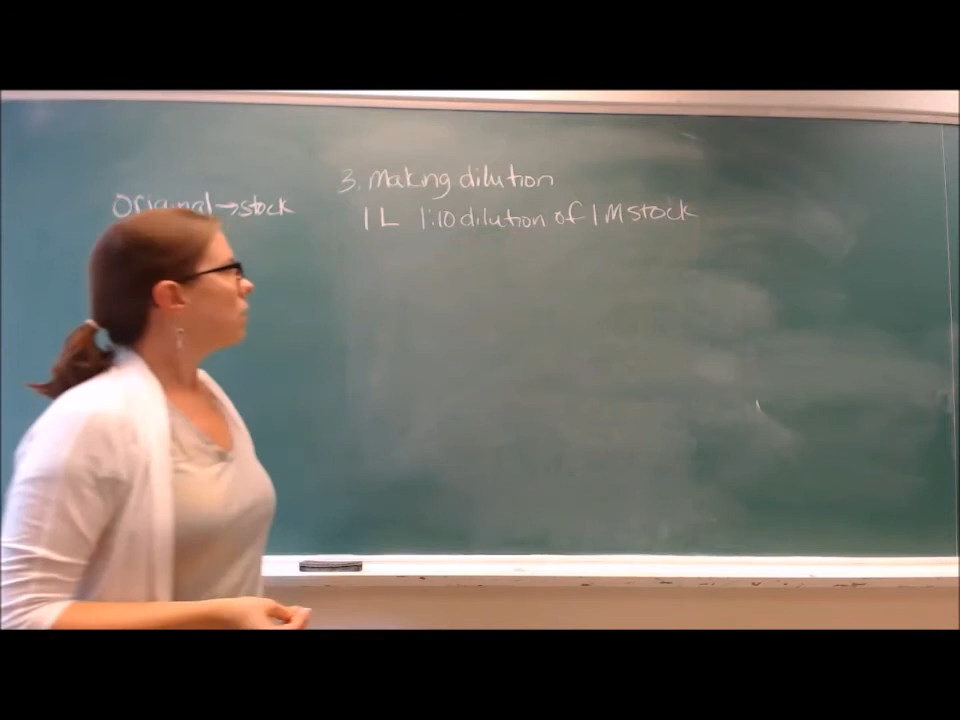 Original → stock
3. Making dilution
1 L 1:10 dilution of 1 M stock